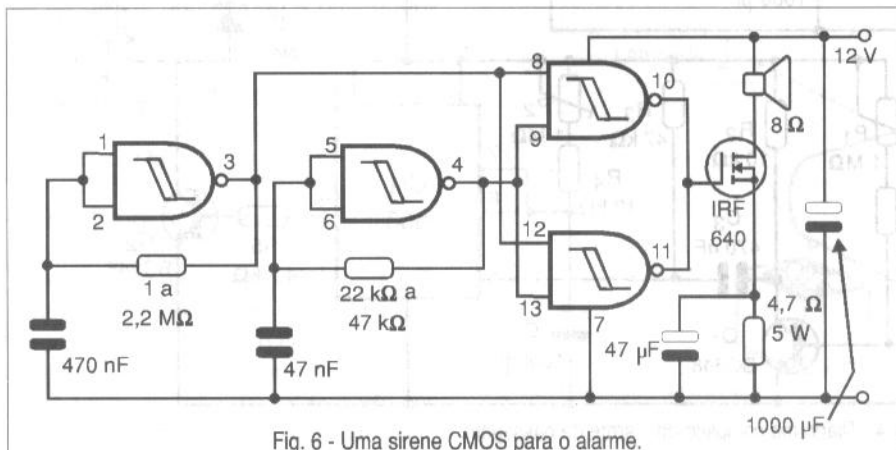 1
2
3
1 a
2,2 MΩ
470 nF
5
6
4
22 kΩ a
47 kΩ
47 nF
8
9
10
12
13
11
7
12 V
8 Ω
IRF
640
47 µF
4,7 Ω
5 W
1000 µF
Fig. 6 - Uma sirene CMOS para o alarme.